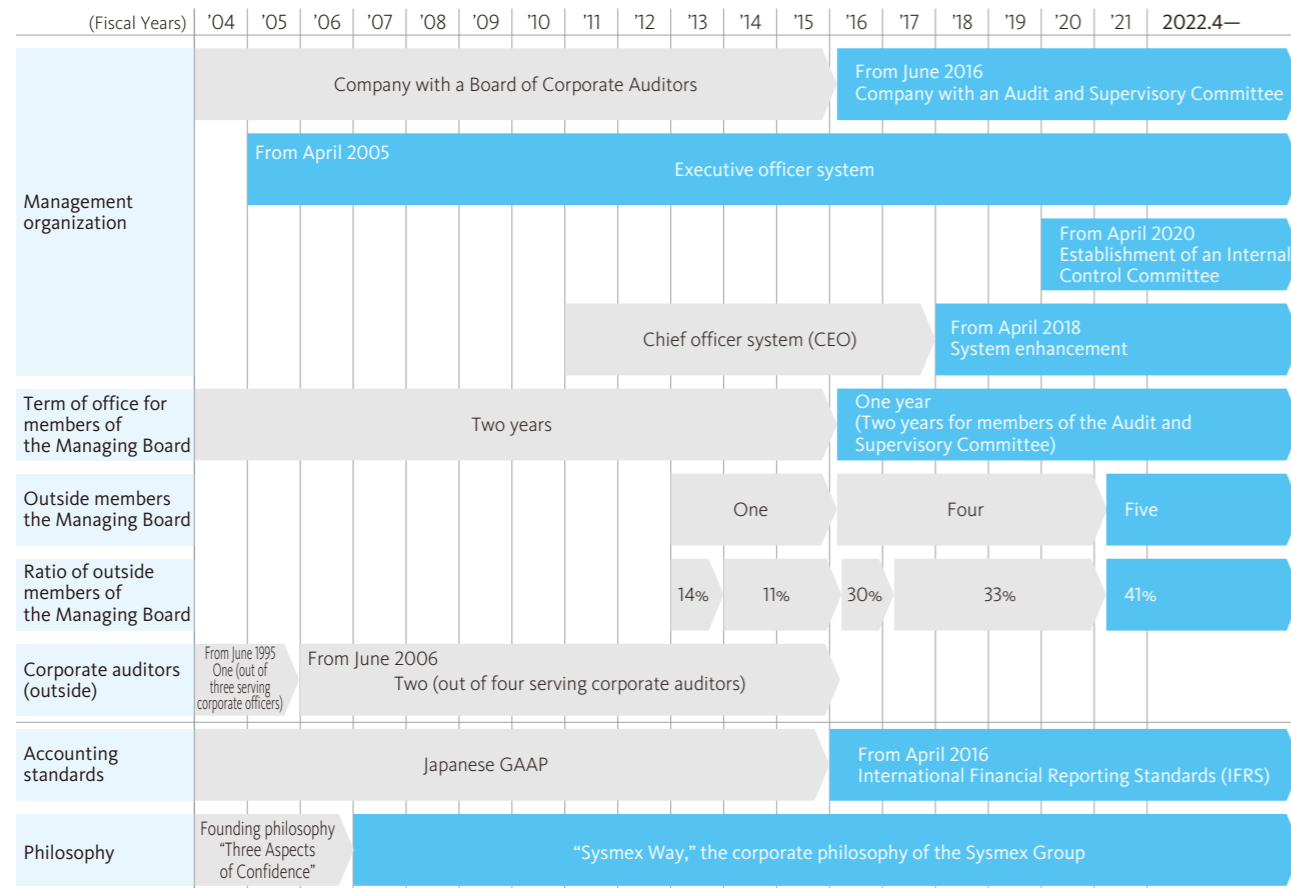 (Fiscal Years) ’04 ’05 ’06 ’07 ’08 ’09 ’10 ’11 ’12 ’13 ’14 ’15 ’16 ’17 ’18 ’19 ’20 ’21 2022.4—
Management
organization
Company with a Board of Corporate Auditors
From June 2016
Company with an Audit and Supervisory Committee
From April 2005
Executive officer system
From April 2020
Establishment of an Internal
Control Committee
Chief officer system (CEO)
From April 2018
System enhancement
Term of office for
members of
the Managing Board
Two years
One year
(Two years for members of the Audit and
Supervisory Committee)
Outside members
the Managing Board
One
Four
Five
Ratio of outside
members of
the Managing Board
14%
11%
30%
33%
41%
Corporate auditors
(outside)
From June 1995
One (out of
three serving
corporate officers)
From June 2006
Two (out of four serving corporate auditors)
Accounting
standards
Japanese GAAP
From April 2016
International Financial Reporting Standards (IFRS)
Philosophy
Founding philosophy
“Three Aspects
of Confidence”
“Sysmex Way,” the corporate philosophy of the Sysmex Group